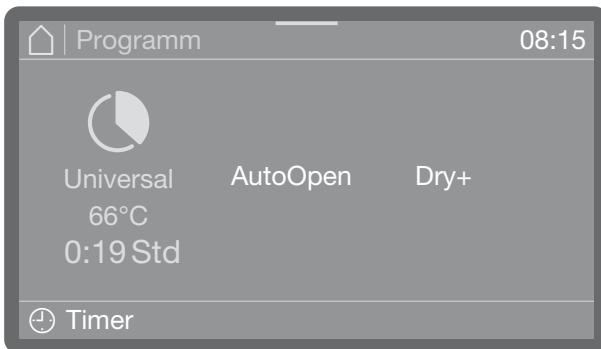 Programm 08:15
Universal AutoOpen Dry+
66°C
0:19 Std
Timer